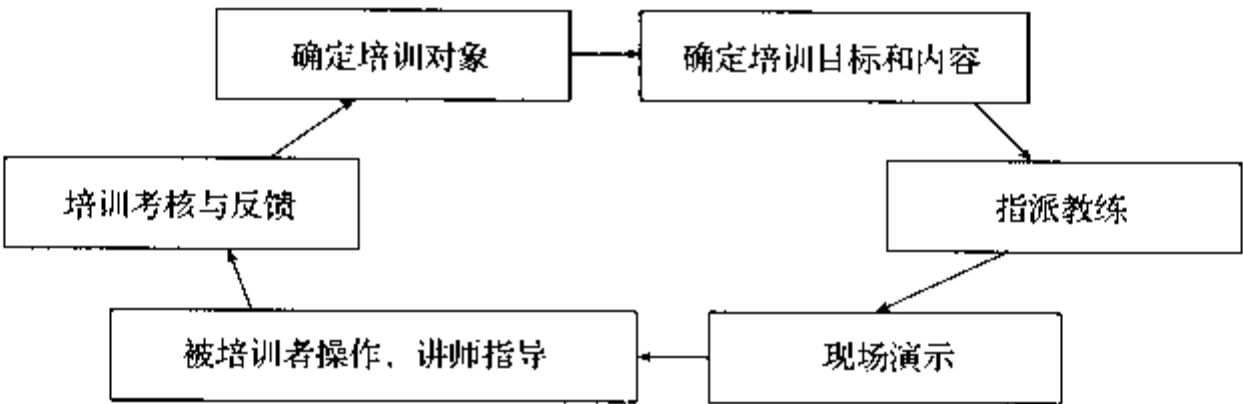 确定培训对象
确定培训目标和内容
指派教练
现场演示
被培训者操作，讲师指导
培训考核与反馈